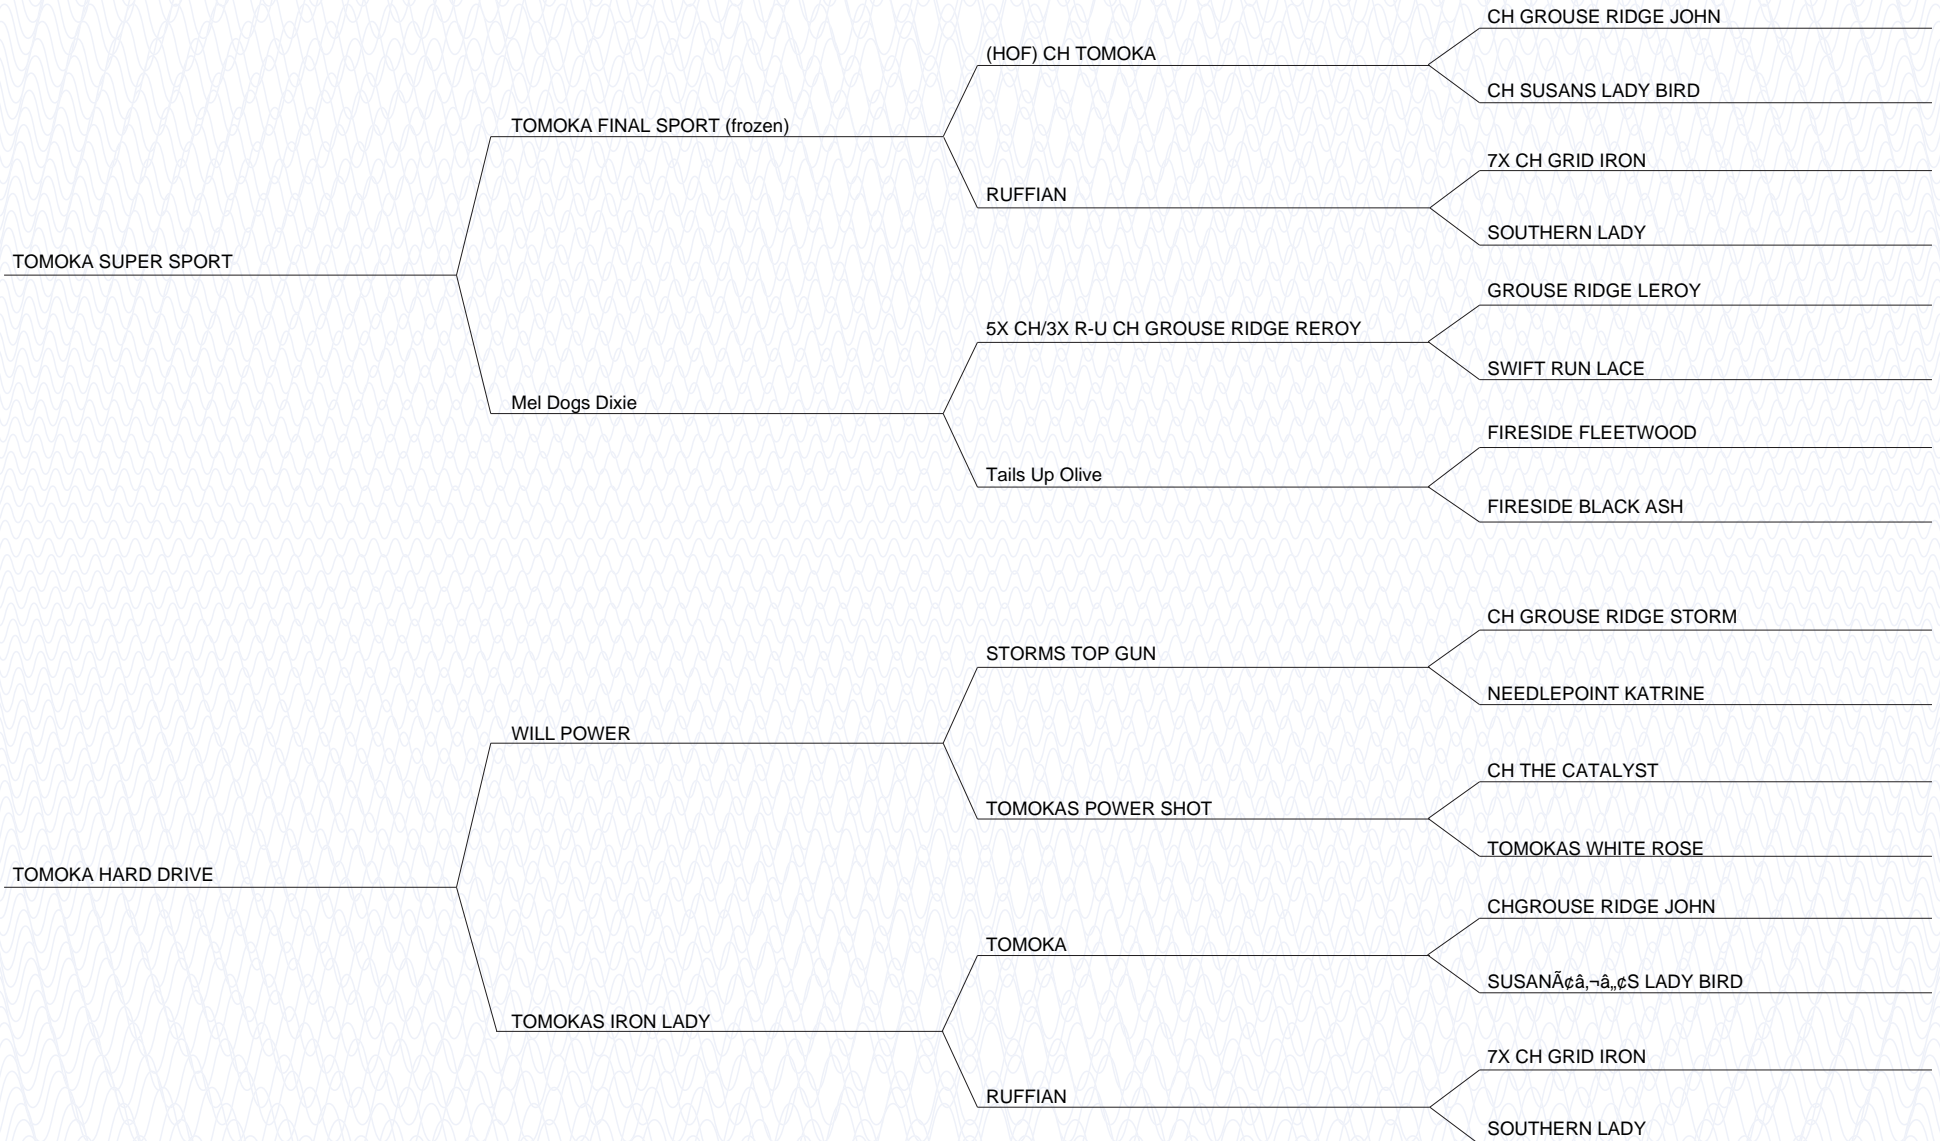 CH GROUSE RIDGE JOHN
(HOF) CH TOMOKA
CH SUSANS LADY BIRD
TOMOKA FINAL SPORT (frozen)
7X CH GRID IRON
RUFFIAN
SOUTHERN LADY
TOMOKA SUPER SPORT
GROUSE RIDGE LEROY
5X CH/3X R-U CH GROUSE RIDGE REROY
SWIFT RUN LACE
Mel Dogs Dixie
FIRESIDE FLEETWOOD
Tails Up Olive
FIRESIDE BLACK ASH
CH GROUSE RIDGE STORM
STORMS TOP GUN
NEEDLEPOINT KATRINE
WILL POWER
CH THE CATALYST
TOMOKAS POWER SHOT
TOMOKAS WHITE ROSE
TOMOKA HARD DRIVE
CHGROUSE RIDGE JOHN
TOMOKA
SUSANÃ¢â‚¬â„¢S LADY BIRD
TOMOKAS IRON LADY
7X CH GRID IRON
RUFFIAN
SOUTHERN LADY